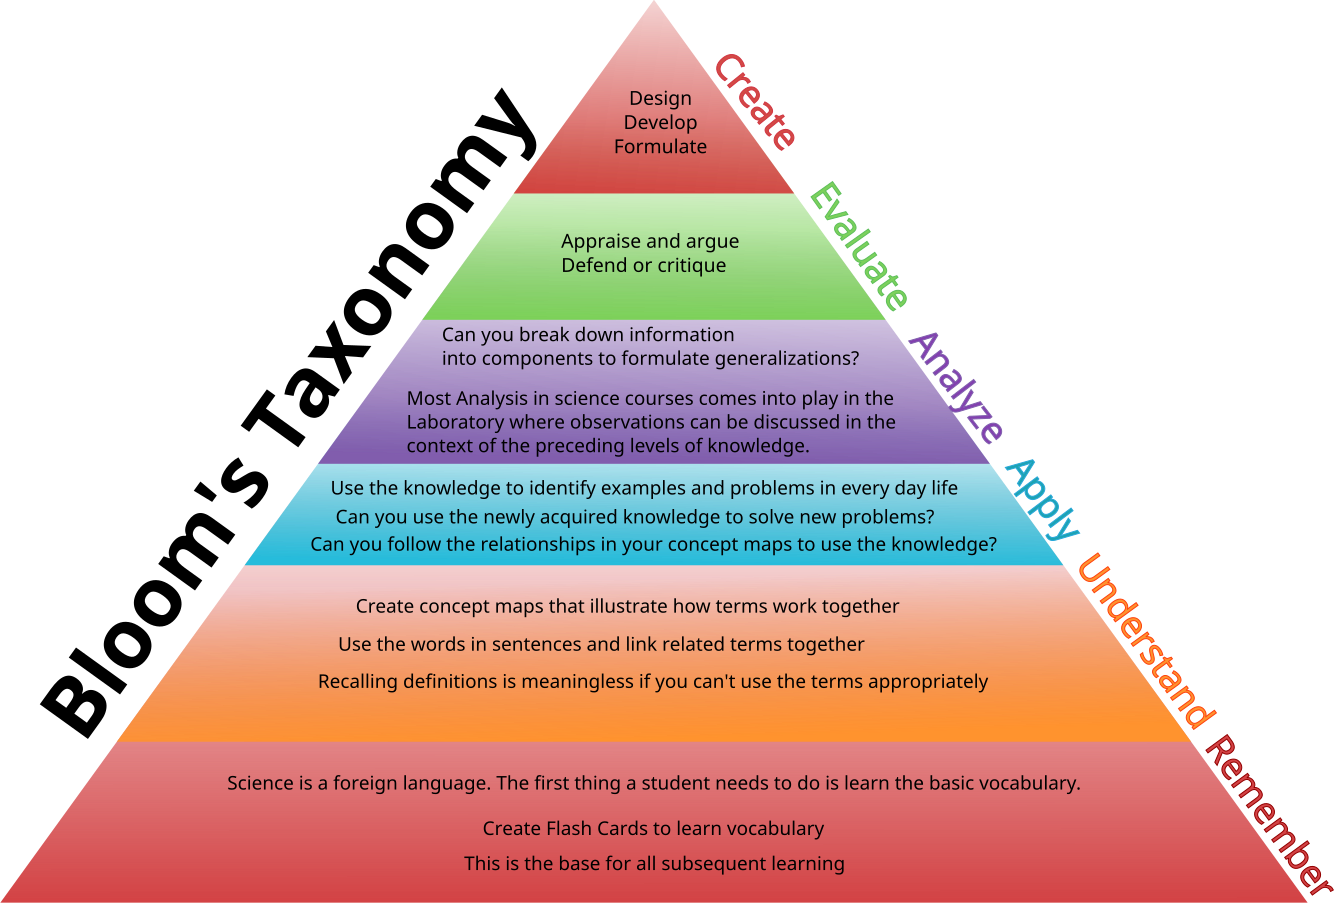 Bloom's Taxonomy
Create
Design
Develop
Formulate
Evaluate
Appraise and argue
Defend or critique
Analyze
Can you break down information
into components to formulate generalizations?
Most Analysis in science courses comes into play in the
Laboratory where observations can be discussed in the
context of the preceding levels of knowledge.
Apply
Use the knowledge to identify examples and problems in every day life
Can you use the newly acquired knowledge to solve new problems?
Can you follow the relationships in your concept maps to use the knowledge?
Understand
Create concept maps that illustrate how terms work together
Use the words in sentences and link related terms together
Recalling definitions is meaningless if you can't use the terms appropriately
Remember
Science is a foreign language. The first thing a student needs to do is learn the basic vocabulary.
Create Flash Cards to learn vocabulary
This is the base for all subsequent learning